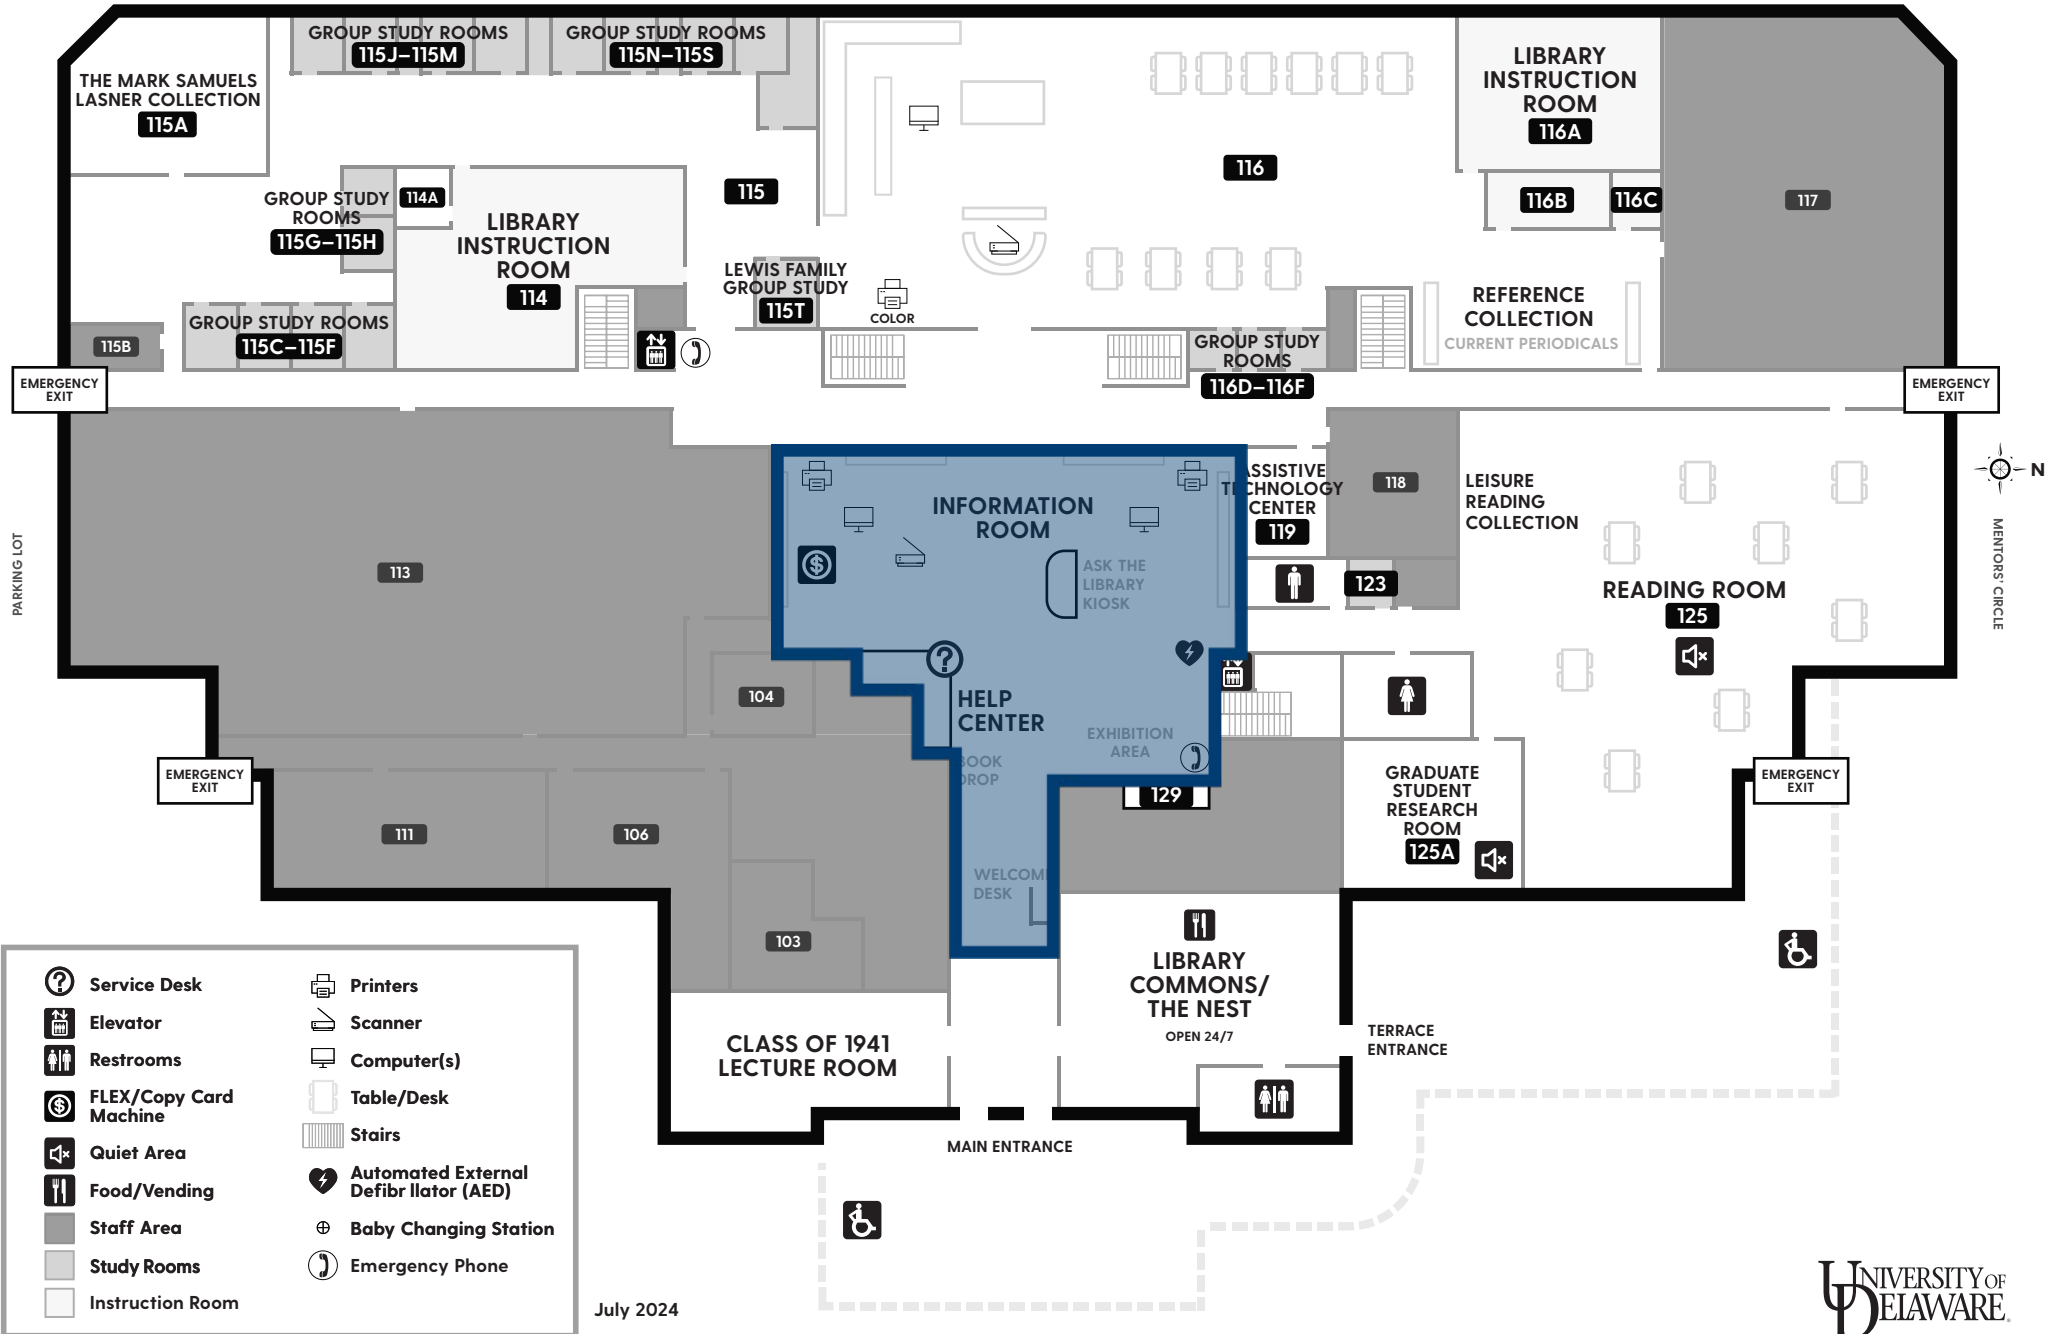 GROUP STUDY ROOMS
115J–115M
GROUP STUDY ROOMS
115N–115S
THE MARK SAMUELS
LASNER COLLECTION
115A
LIBRARY
INSTRUCTION
ROOM
116A
116
115
116B
116C
117
GROUP STUDY
ROOMS
115G–115H
114A
LIBRARY
INSTRUCTION
ROOM
114
LEWIS FAMILY
GROUP STUDY
115T
COLOR
REFERENCE
COLLECTION
CURRENT PERIODICALS
115B
GROUP STUDY ROOMS
115C–115F
GROUP STUDY
ROOMS
116D–116F
EMERGENCY
EXIT
EMERGENCY
EXIT
N
PARKING LOT
MENTORS' CIRCLE
113
INFORMATION
ROOM
ASK THE
LIBRARY
KIOSK
ASSISTIVE
TECHNOLOGY
CENTER
119
118
LEISURE
READING
COLLECTION
123
READING ROOM
125
104
?
HELP
CENTER
BOOK
DROP
EXHIBITION
AREA
129
EMERGENCY
EXIT
EMERGENCY
EXIT
111
106
103
GRADUATE
STUDENT
RESEARCH
ROOM
125A
WELCOME
DESK
LIBRARY
COMMONS/
THE NEST
OPEN 24/7
CLASS OF 1941
LECTURE ROOM
TERRACE
ENTRANCE
MAIN ENTRANCE
Service Desk
Elevator
Restrooms
FLEX/Copy Card
Machine
Quiet Area
Food/Vending
Staff Area
Study Rooms
Instruction Room
Printers
Scanner
Computer(s)
Table/Desk
Stairs
Automated External
Defibr llator (AED)
Baby Changing Station
Emergency Phone
July 2024
UNIVERSITY OF
DELAWARE